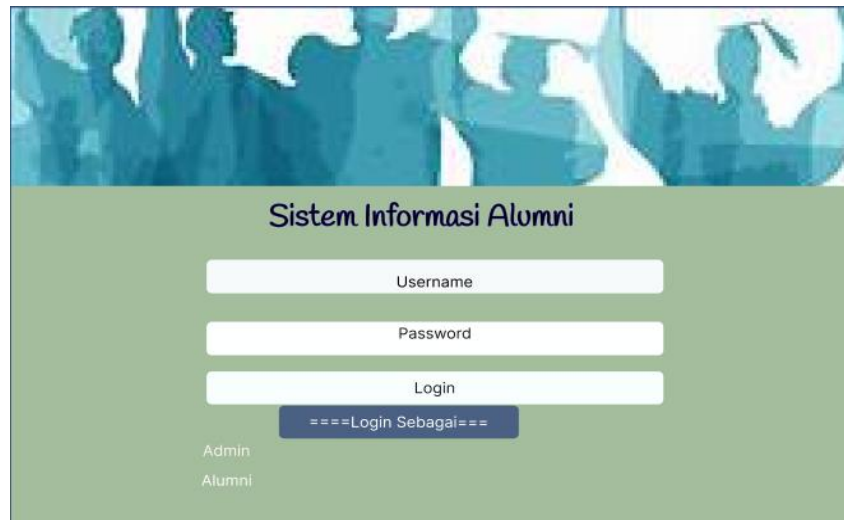 Sistem Informasi Alumni
Username
Password
Login
====Login Sebagai===
Admin
Alumni